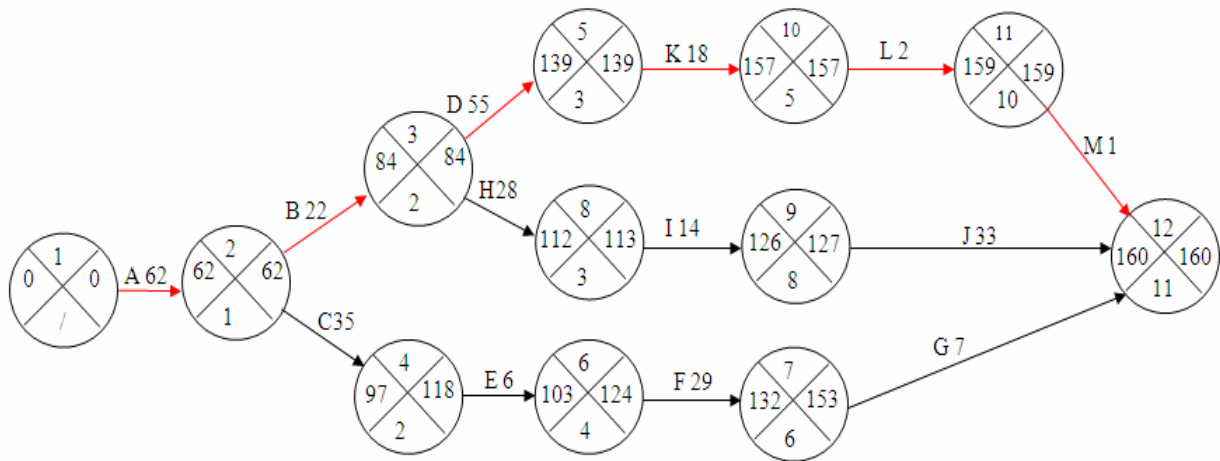 5
139 139
3
K 18
10
157 157
5
L 2
11
159 159
10
D 55
3
84 84
2
M 1
H28
8
112 113
3
I 14
9
126 127
8
J 33
12
160 160
11
B 22
2
62 62
1
1
0 0
/
A 62
C35
4
97 118
2
E 6
6
103 124
4
F 29
7
132 153
6
G 7